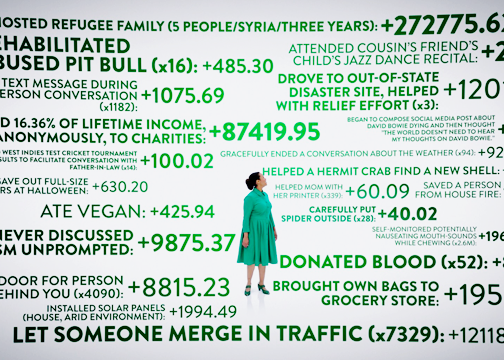 HOSTED REFUGEE FAMILY (5 PEOPLE/SYRIA/THREE YEARS): +272775.6
REHABILITATED
ABUSED PIT BULL (x16): +485.30
ATTENDED COUSIN'S FRIEND'S
CHILD'S JAZZ DANCE RECITAL: +
TEXT MESSAGE DURING
PERSON CONVERSATION
(x1182): +1075.69
DROVE TO OUT-OF-STATE
DISASTER SITE, HELPED
WITH RELIEF EFFORT (x3): +120
16.36% OF LIFETIME INCOME,
ANONYMOUSLY, TO CHARITIES: +87419.95
BEGAN TO COMPOSE SOCIAL MEDIA POST ABOUT
DAVID BOWIE DYING AND THEN THOUGHT
"THE WORLD DOESN'T NEED TO HEAR
MY THOUGHTS ON DAVID BOWIE."
WEST INDIES TEST CRICKET TOURNAMENT
RESULTS TO FACILITATE CONVERSATION WITH
FATHER-IN-LAW (x14): +100.02
GRACEFULLY ENDED A CONVERSATION ABOUT THE WEATHER (x94): +92
HELPED A HERMIT CRAB FIND A NEW SHELL:
GAVE OUT FULL-SIZE
BARS AT HALLOWEEN: +630.20
HELPED MOM WITH
HER PRINTER (x339): +60.09
SAVED A PERSON
FROM HOUSE FIRE:
ATE VEGAN: +425.94
CAREFULLY PUT
SPIDER OUTSIDE (x28): +40.02
NEVER DISCUSSED
UNPROMPTED: +9875.37
SELF-MONITORED POTENTIALLY
NAUSEATING MOUTH-SOUNDS
WHILE CHEWING (x2.6M): +196
DONATED BLOOD (x52): +
DOOR FOR PERSON
BEHIND YOU (x4090): +8815.23
BROUGHT OWN BAGS TO
GROCERY STORE: +195
INSTALLED SOLAR PANELS
(HOUSE, ARID ENVIRONMENT): +1994.49
LET SOMEONE MERGE IN TRAFFIC (x7329): +12118